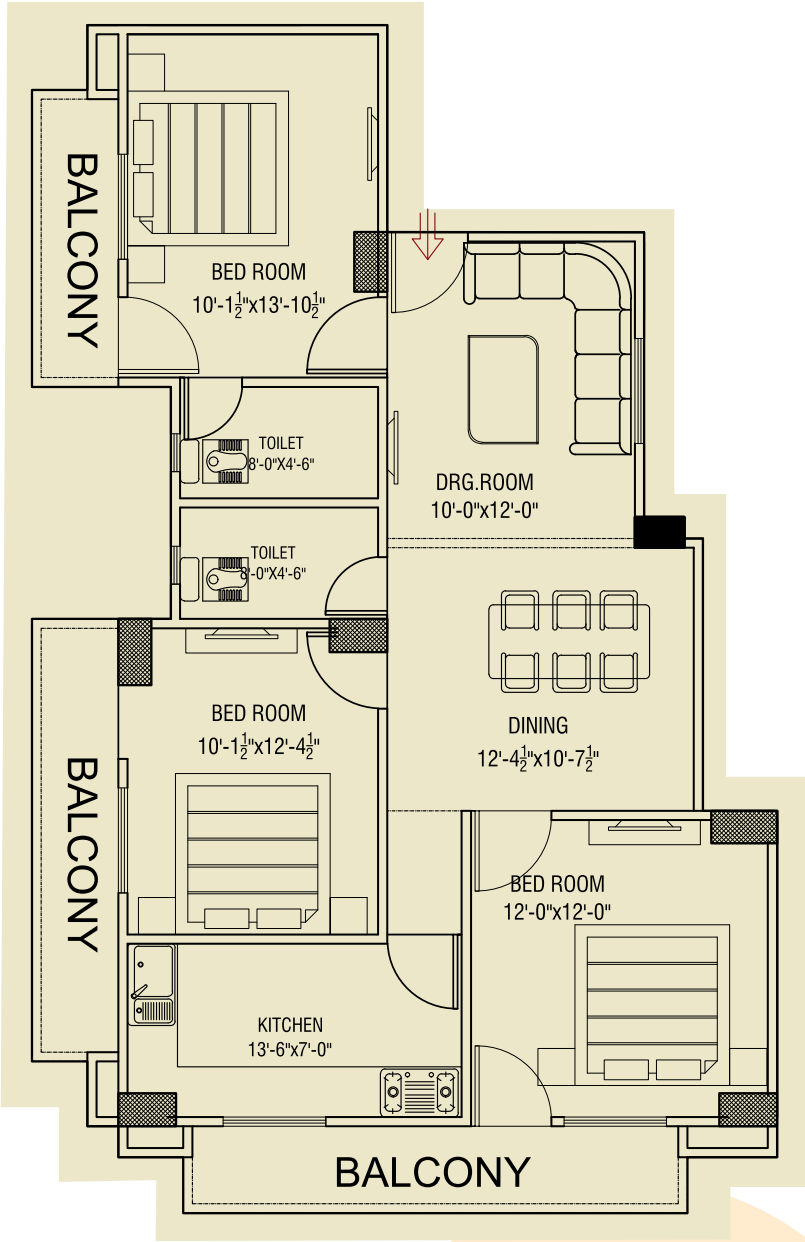 BALCONY
BED ROOM
10'-1½"x13'-10½"
TOILET
8'-0"X4'-6"
DRG.ROOM
10'-0"x12'-0"
TOILET
8'-0"X4'-6"
BED ROOM
10'-1½"x12'-4½"
DINING
12'-4½"x10'-7½"
BALCONY
BED ROOM
12'-0"x12'-0"
KITCHEN
13'-6"x7'-0"
BALCONY